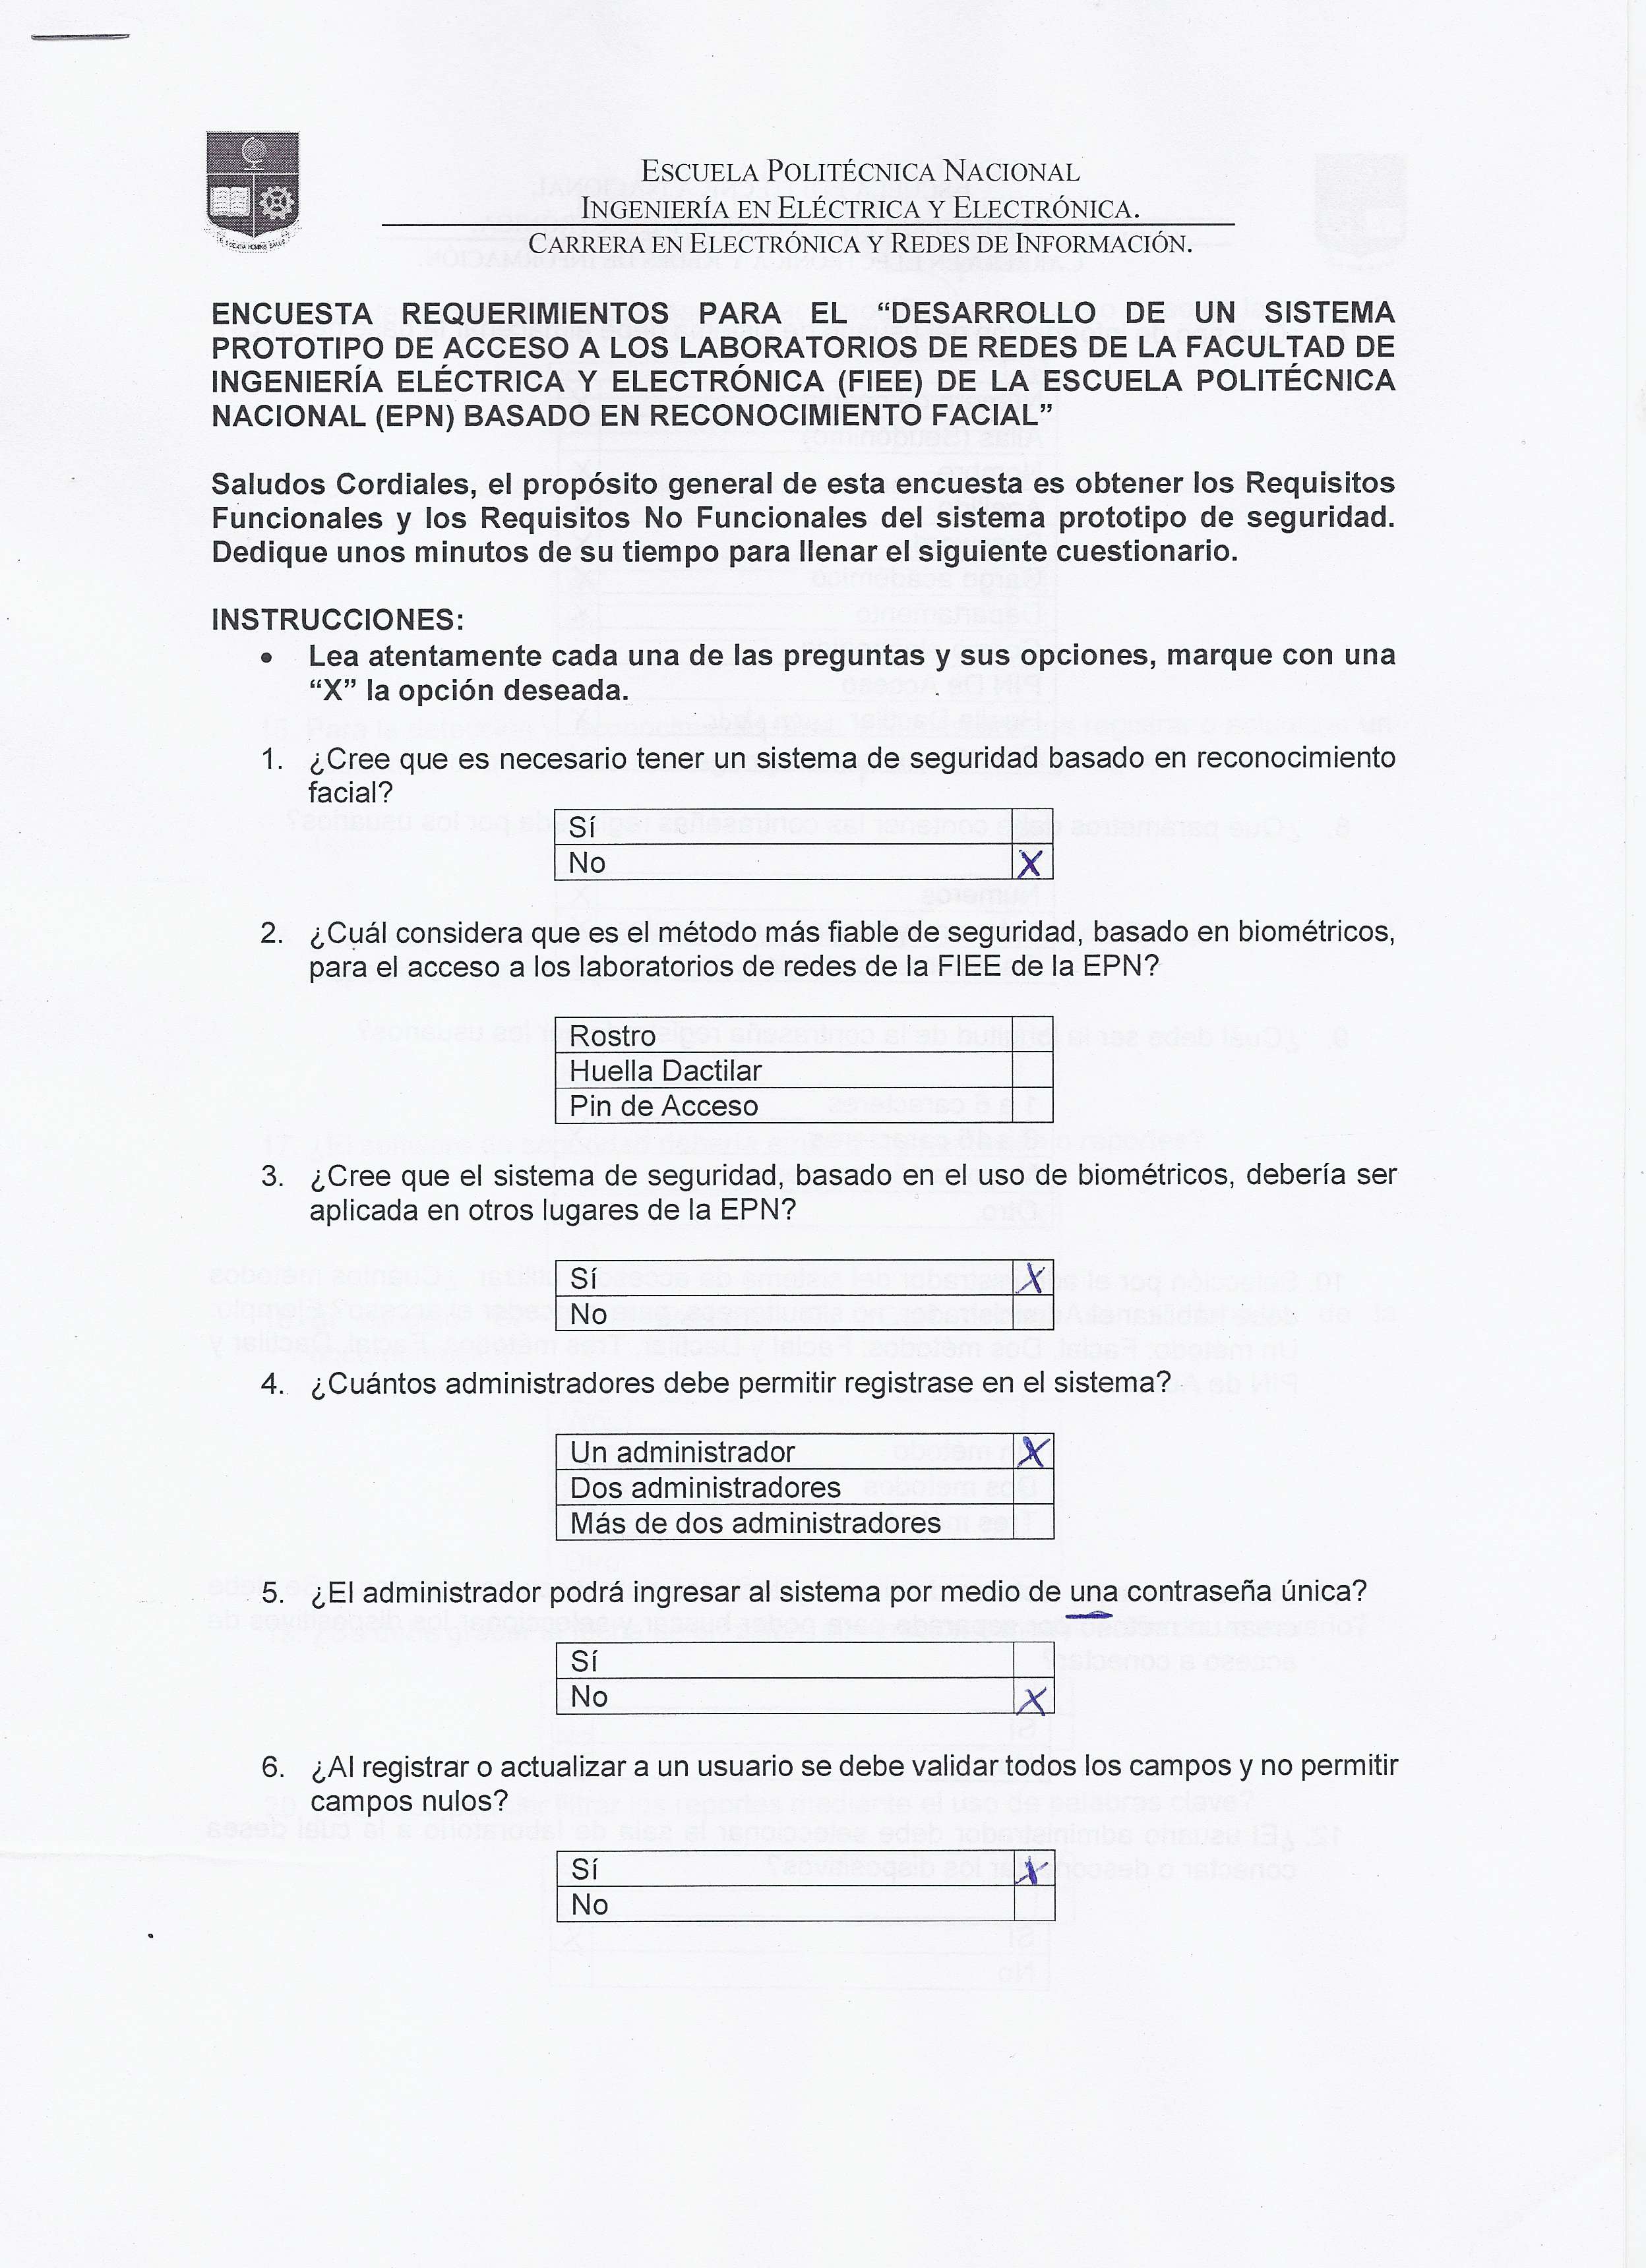 ESCUELA POLITÉCNICA NACIONAL
INGENIERÍA EN ELÉCTRICA Y ELECTRÓNICA.
CARRERA EN ELECTRÓNICA Y REDES DE INFORMACIÓN.
ENCUESTA REQUERIMIENTOS PARA EL “DESARROLLO DE UN SISTEMA
PROTOTIPO DE ACCESO A LOS LABORATORIOS DE REDES DE LA FACULTAD DE
INGENIERÍA ELÉCTRICA Y ELECTRÓNICA (FIEE) DE LA ESCUELA POLITÉCNICA
NACIONAL (EPN) BASADO EN RECONOCIMIENTO FACIAL”
Saludos Cordiales, el propósito general de esta encuesta es obtener los Requisitos
Funcionales y los Requisitos No Funcionales del sistema prototipo de seguridad.
Dedique unos minutos de su tiempo para llenar el siguiente cuestionario.
INSTRUCCIONES:
• Lea atentamente cada una de las preguntas y sus opciones, marque con una
“X” la opción deseada.
1. ¿Cree que es necesario tener un sistema de seguridad basado en reconocimiento
facial?
Sí
No X
2. ¿Cuál considera que es el método más fiable de seguridad, basado en biométricos,
para el acceso a los laboratorios de redes de la FIEE de la EPN?
Rostro
Huella Dactilar
Pin de Acceso
3. ¿Cree que el sistema de seguridad, basado en el uso de biométricos, debería ser
aplicada en otros lugares de la EPN?
Sí X
No
4. ¿Cuántos administradores debe permitir registrase en el sistema?
Un administrador X
Dos administradores
Más de dos administradores
5. ¿El administrador podrá ingresar al sistema por medio de una contraseña única?
Sí
No X
6. ¿Al registrar o actualizar a un usuario se debe validar todos los campos y no permitir
campos nulos?
Sí X
No